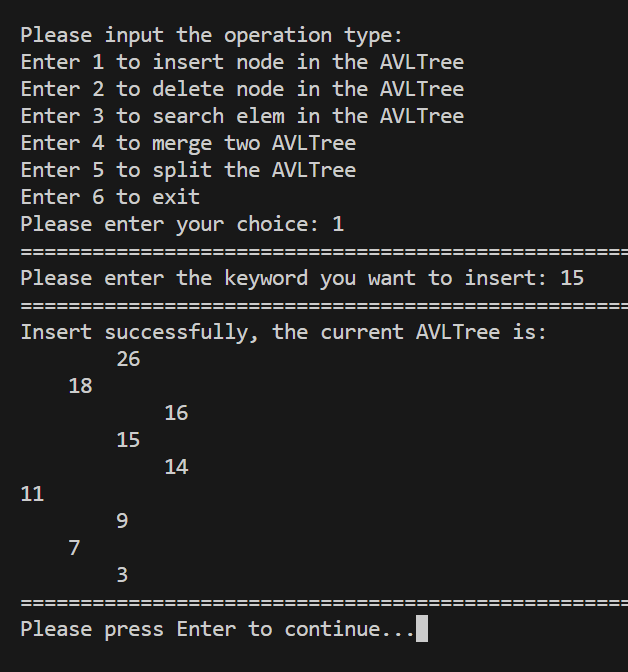 Please input the operation type:
Enter 1 to insert node in the AVLTree
Enter 2 to delete node in the AVLTree
Enter 3 to search elem in the AVLTree
Enter 4 to merge two AVLTree
Enter 5 to split the AVLTree
Enter 6 to exit
Please enter your choice: 1
===================================================
Please enter the keyword you want to insert: 15
===================================================
Insert successfully, the current AVLTree is:
        26
    18
            16
        15
            14
11
        9
    7
        3
===================================================
Please press Enter to continue...